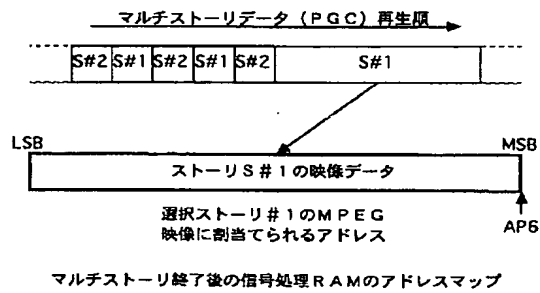 マルチストーリデータ（ＰＧＣ）再生順
S#2 S#1 S#2 S#1 S#2 S#1
LSB MSB
ストーリＳ＃１の映像データ
選択ストーリ＃１のＭＰＥＧ
映像に割当てられるアドレス
AP6
マルチストーリ終了後の信号処理ＲＡＭのアドレスマップ